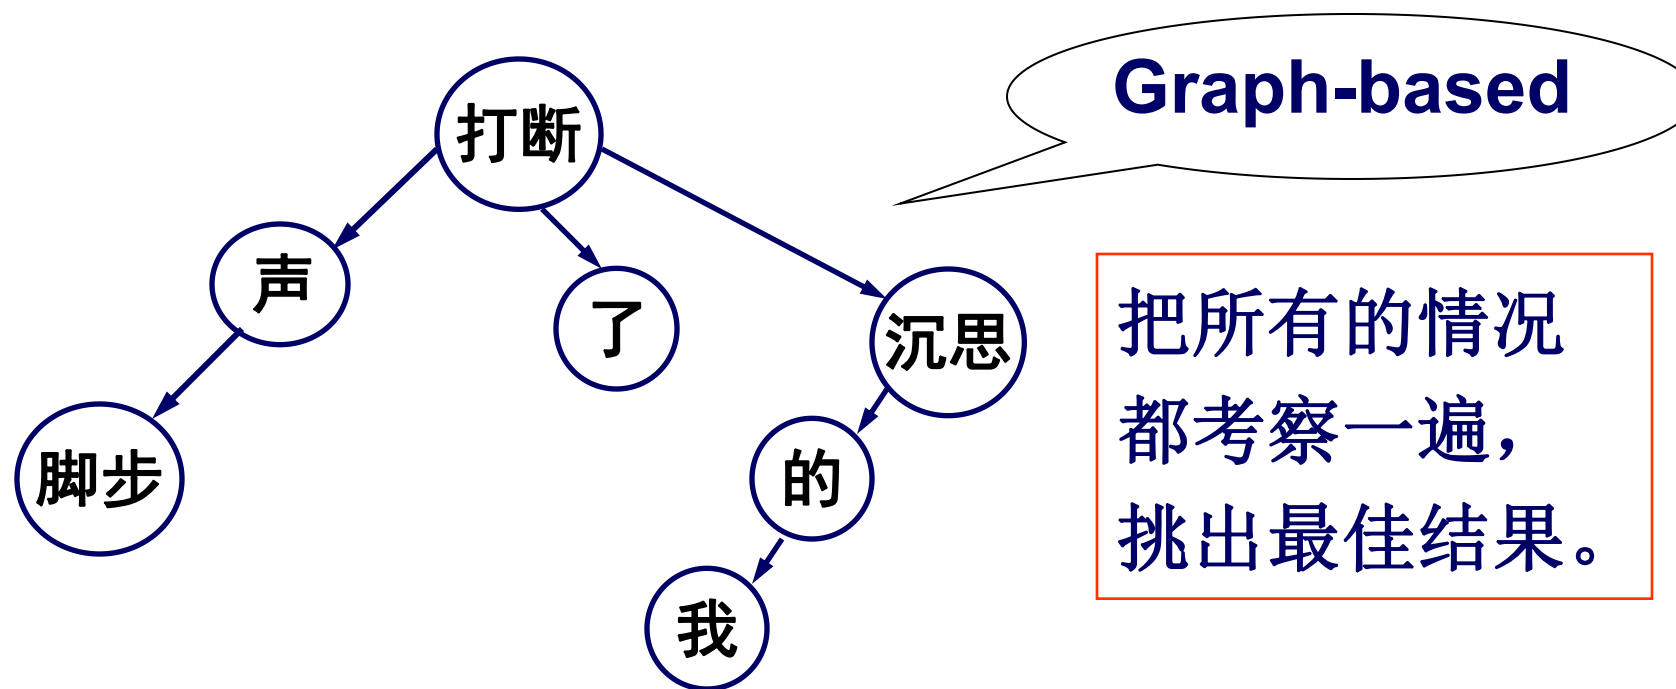 Graph-based
打断
声
了
沉思
脚步
的
我
把所有的情况
都考察一遍，
挑出最佳结果。